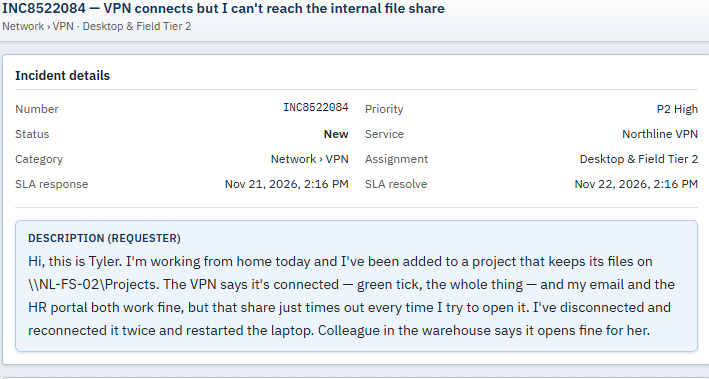 INC8522084 — VPN connects but I can't reach the internal file share
Network › VPN · Desktop & Field Tier 2
Incident details
Number INC8522084 Priority P2 High
Status New Service Northline VPN
Category Network › VPN Assignment Desktop & Field Tier 2
SLA response Nov 21, 2026, 2:16 PM SLA resolve Nov 22, 2026, 2:16 PM
DESCRIPTION (REQUESTER)
Hi, this is Tyler. I'm working from home today and I've been added to a project that keeps its files on
\\NL-FS-02\Projects. The VPN says it's connected — green tick, the whole thing — and my email and the
HR portal both work fine, but that share just times out every time I try to open it. I've disconnected and
reconnected it twice and restarted the laptop. Colleague in the warehouse says it opens fine for her.